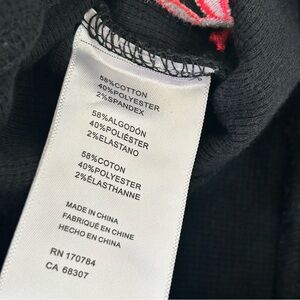 58%COTTON
40%POLYESTER
2%SPANDEX
58%ALGODÓN
40%POLIÉSTER
2%ELASTANO
58%COTON
40%POLYESTER
2%ÉLASTHANNE
MADE IN CHINA
FABRIQUÉ EN CHINE
HECHO EN CHINA
RN 170784
CA 68307